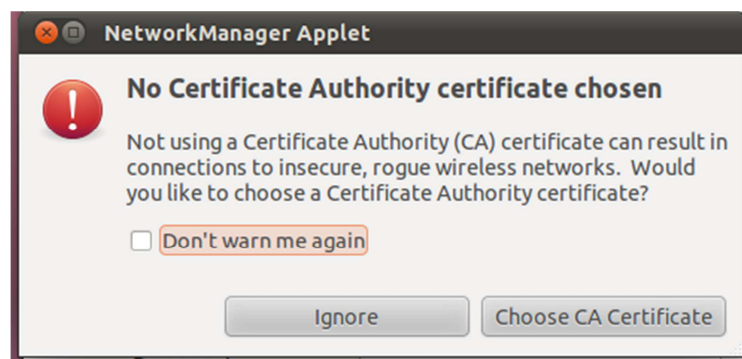 NetworkManager Applet
No Certificate Authority certificate chosen
Not using a Certificate Authority (CA) certificate can result in
connections to insecure, rogue wireless networks.  Would
you like to choose a Certificate Authority certificate?
Don't warn me again
Ignore
Choose CA Certificate